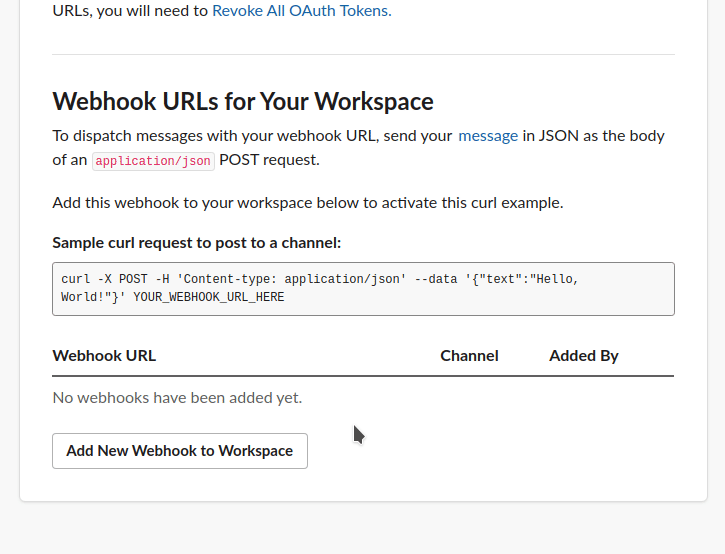 URLs, you will need to Revoke All OAuth Tokens.
Webhook URLs for Your Workspace
To dispatch messages with your webhook URL, send your message in JSON as the body
of an application/json POST request.
Add this webhook to your workspace below to activate this curl example.
Sample curl request to post to a channel:
curl -X POST -H 'Content-type: application/json' --data '{"text":"Hello,
World!"}' YOUR_WEBHOOK_URL_HERE
Webhook URL Channel Added By
No webhooks have been added yet.
Add New Webhook to Workspace